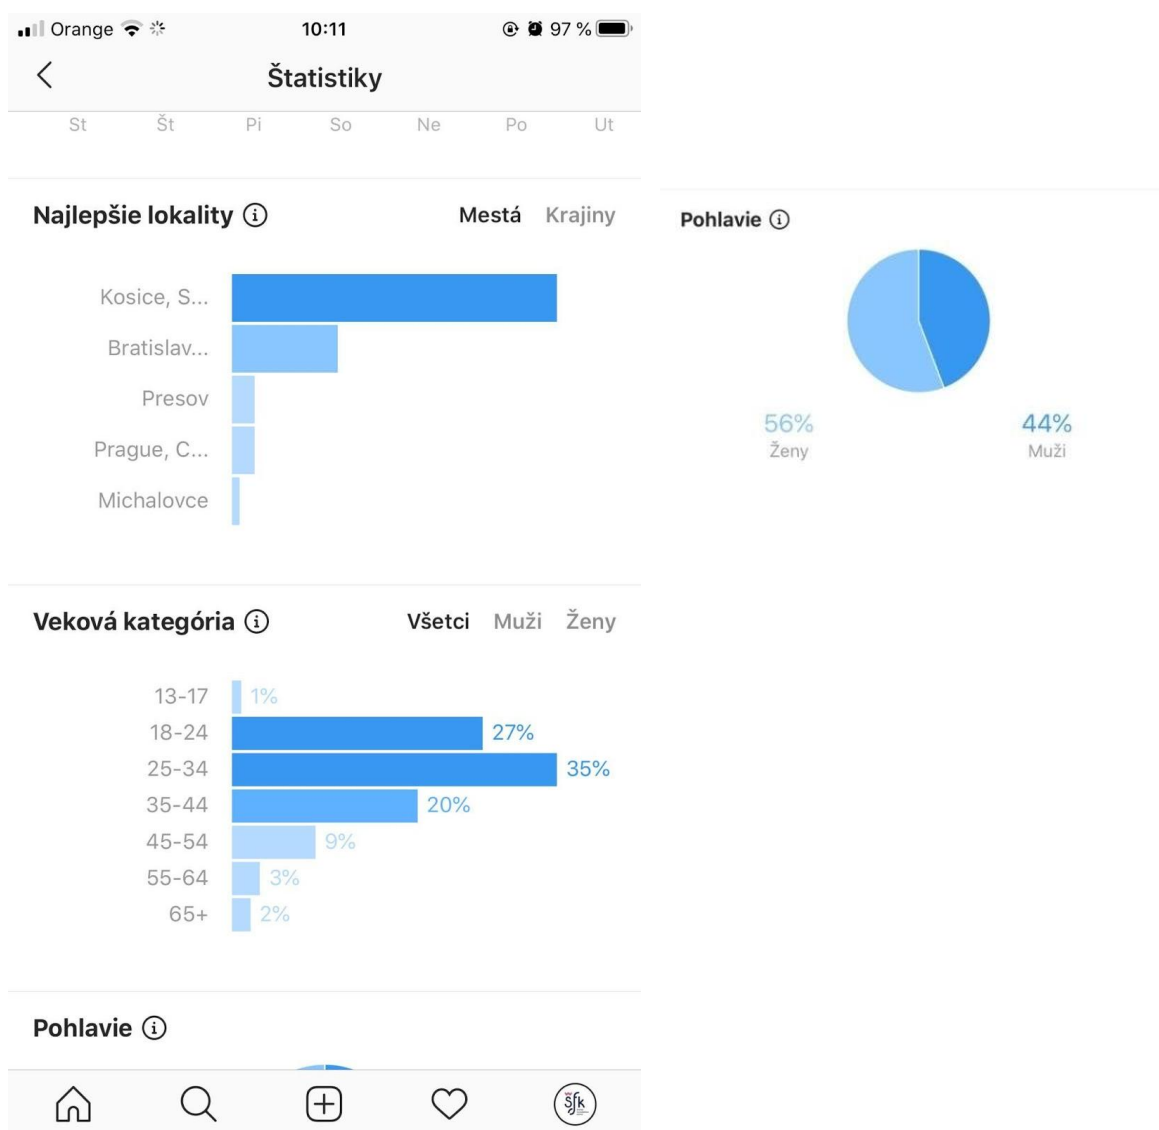 Orange 10:11 97 %
Štatistiky
St Št Pi So Ne Po Ut
Najlepšie lokality Mestá Krajiny
Kosice, S...
Bratislav...
Presov
Prague, C...
Michalovce
Veková kategória Všetci Muži Ženy
13-17 1%
18-24 27%
25-34 35%
35-44 20%
45-54 9%
55-64 3%
65+ 2%
Pohlavie
šfk
Pohlavie
56% 44%
Ženy Muži